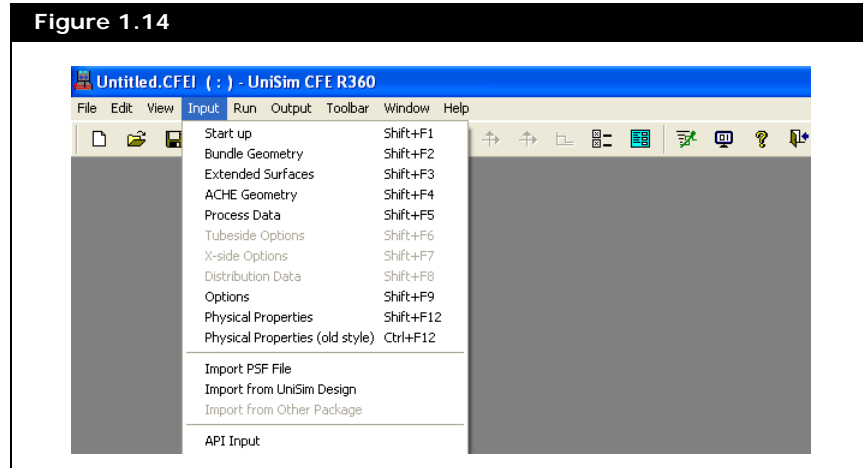 Figure 1.14
Untitled.CFEI ( : ) - UniSim CFE R360
File Edit View Input Run Output Toolbar Window Help
Start up Shift+F1
Bundle Geometry Shift+F2
Extended Surfaces Shift+F3
ACHE Geometry Shift+F4
Process Data Shift+F5
Tubeside Options Shift+F6
X-side Options Shift+F7
Distribution Data Shift+F8
Options Shift+F9
Physical Properties Shift+F12
Physical Properties (old style) Ctrl+F12
Import PSF File
Import from UniSim Design
Import from Other Package
API Input